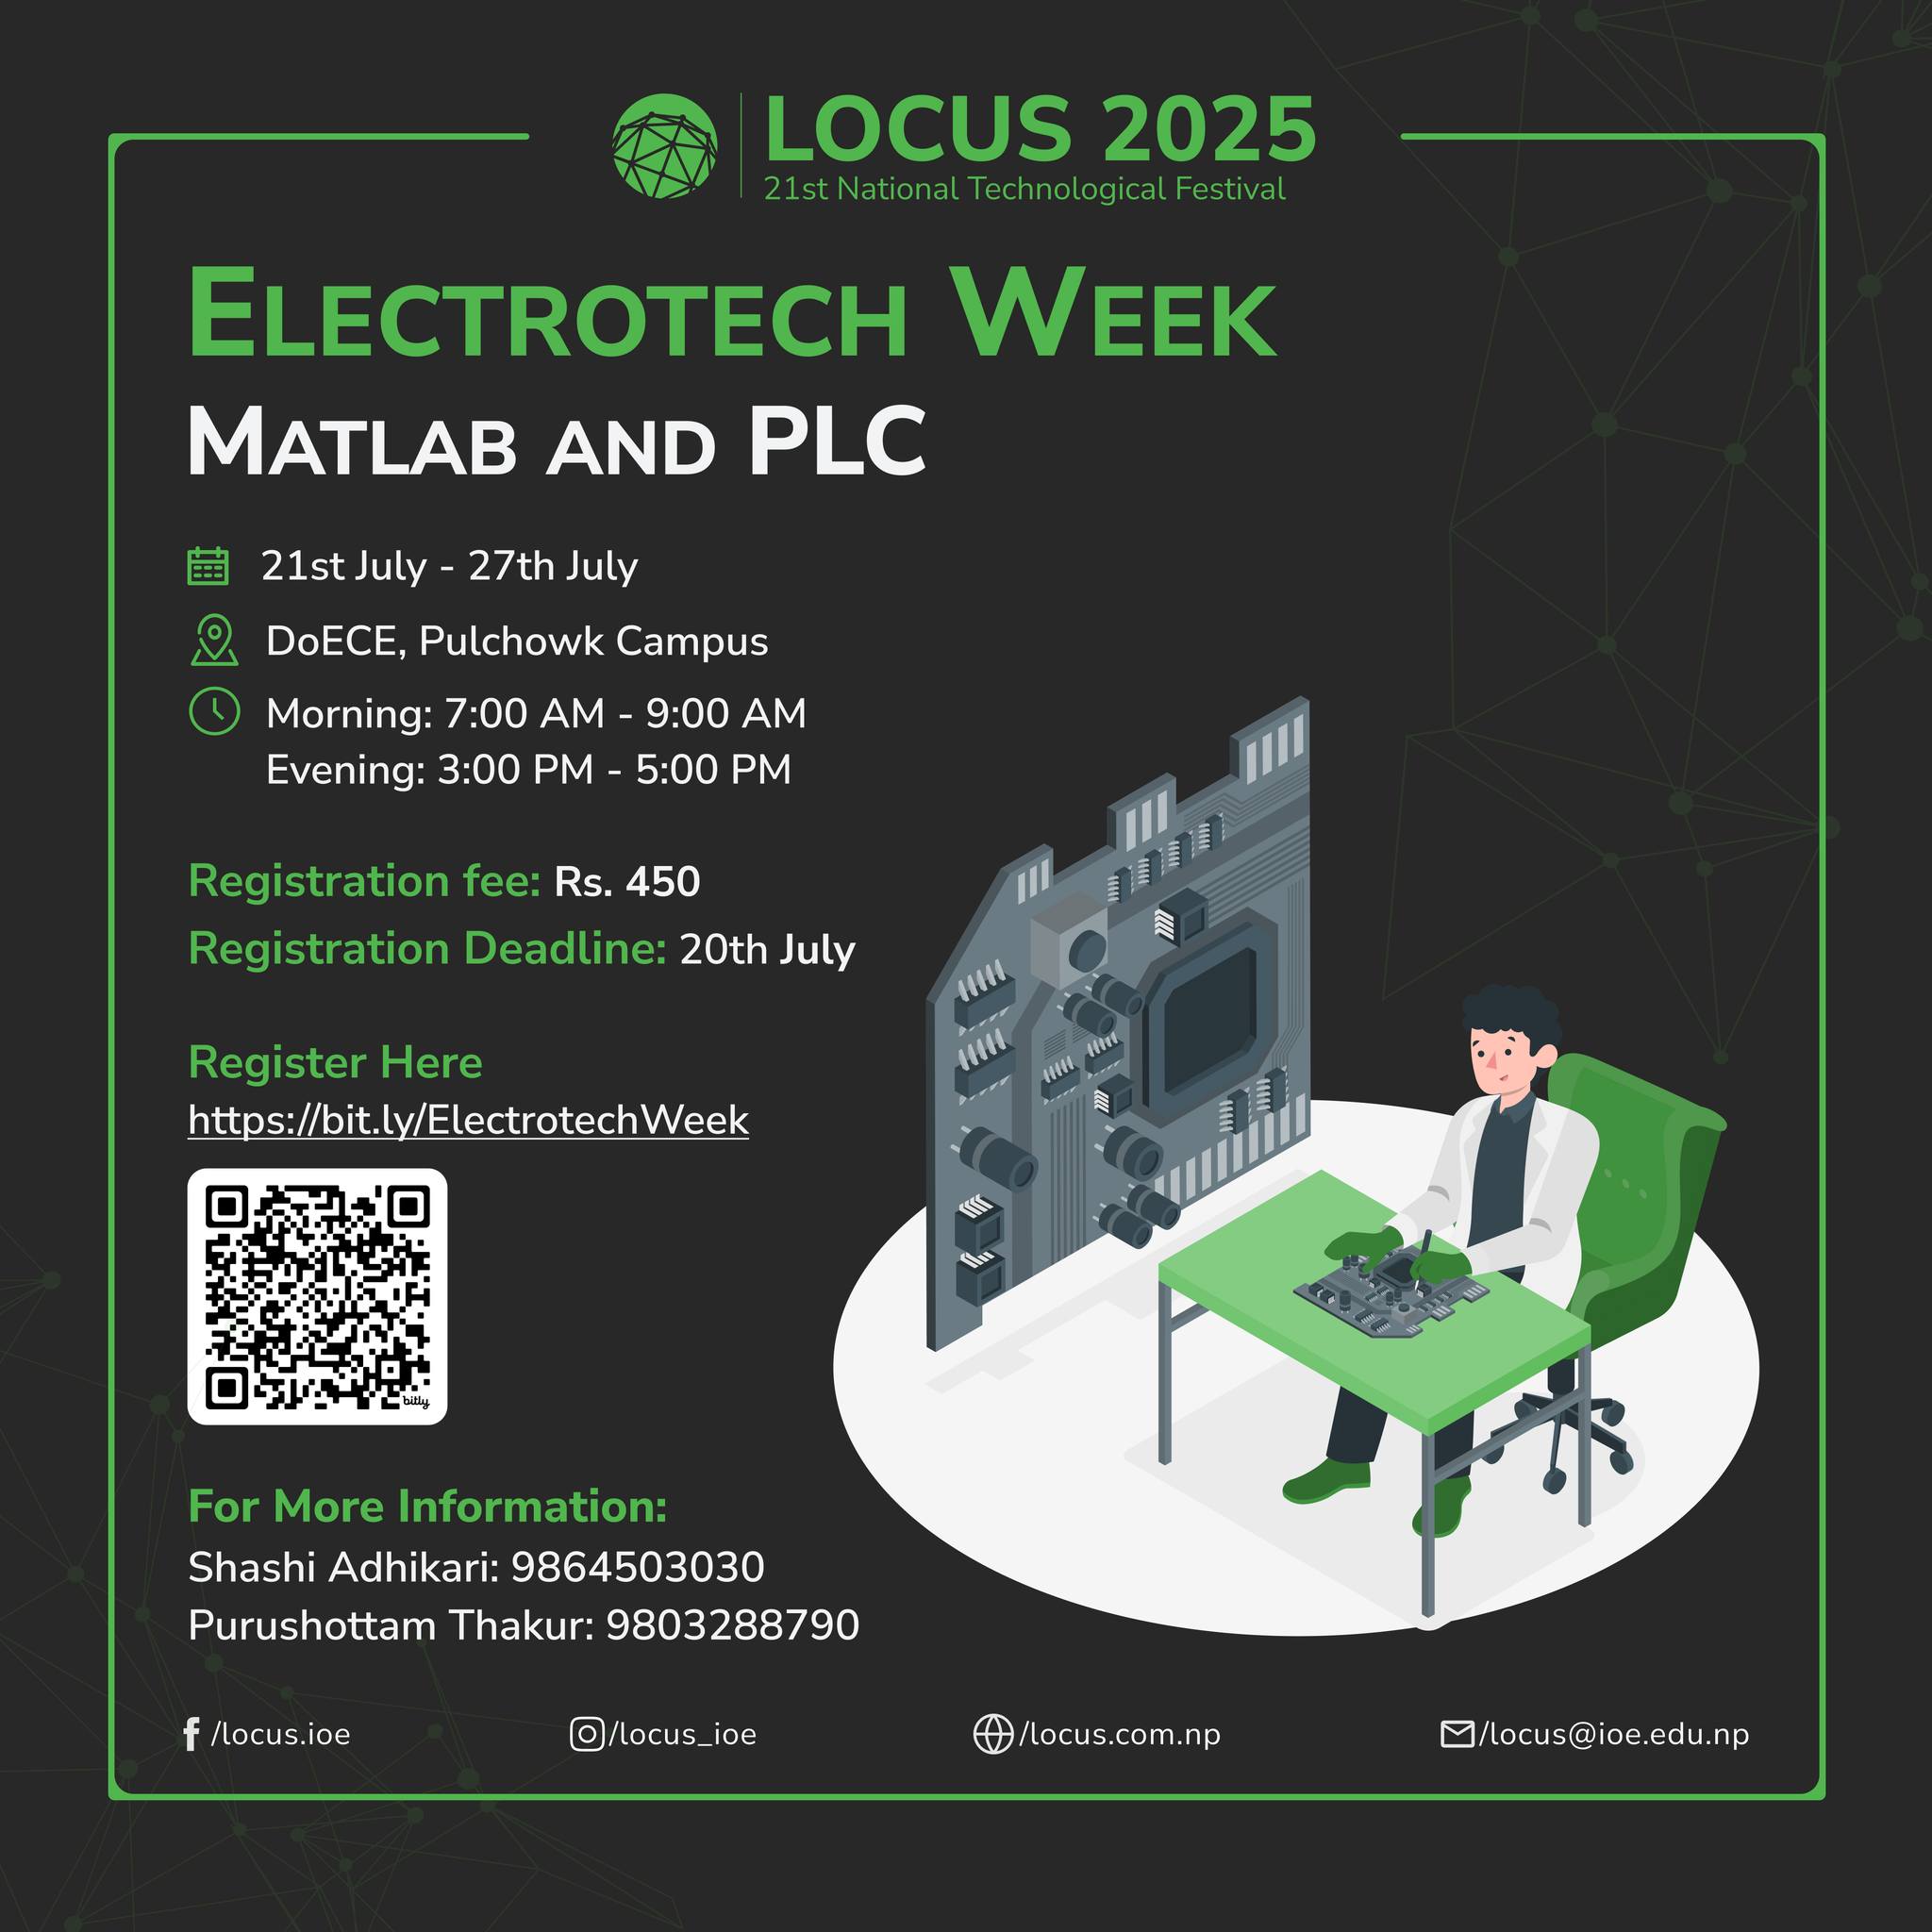 LOCUS 2025
21st National Technological Festival
ELECTROTECH WEEK
MATLAB AND PLC
21st July - 27th July
DoECE, Pulchowk Campus
Morning: 7:00 AM - 9:00 AM
Evening: 3:00 PM - 5:00 PM
Registration fee: Rs. 450
Registration Deadline: 20th July
Register Here
https://bit.ly/ElectrotechWeek
bitly
For More Information:
Shashi Adhikari: 9864503030
Purushottam Thakur: 9803288790
/locus.ioe /locus_ioe /locus.com.np /locus@ioe.edu.np